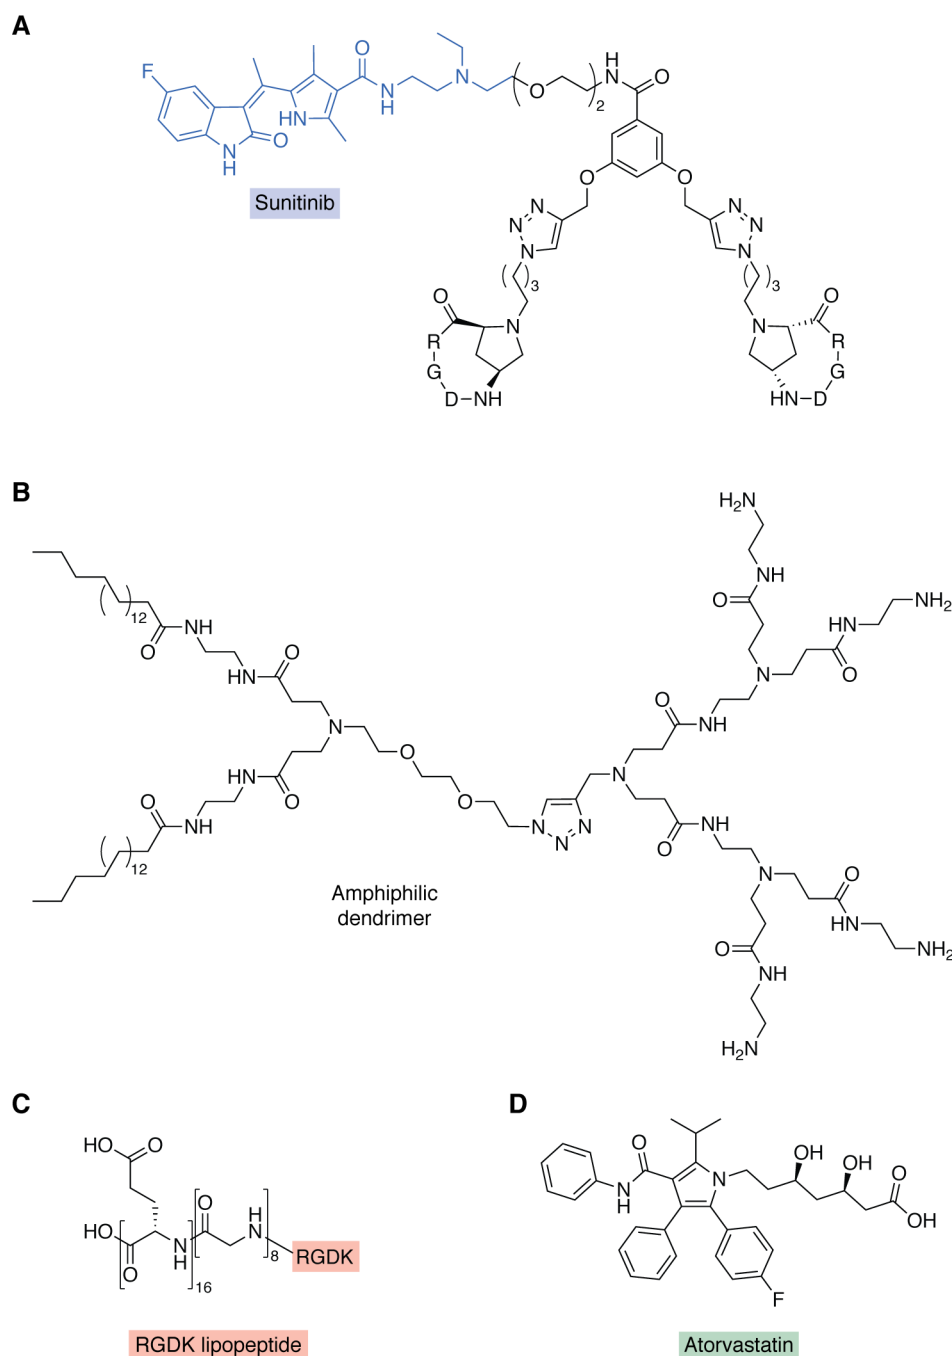 A
O
F
N
N
H
O
2
H
N
O
HN
O
N
H
Sunitinib
O
O
N
N
N
N
N
N
3
3
O
N
N
O
R
G
D
NH
R
G
HN
D
B
H2N
NH
O
HN
NH2
O
12
O
NH
HN
O
N
O
NH
N
O
O
N
HN
O
N
N
N
O
NH
O
NH
12
O
N
O
HN
NH2
O
NH
H2N
Amphiphilic
dendrimer
C
HO
O
HO
O
N
H
16
O
H
N
8
RGDK
RGDK lipopeptide
D
O
N
H
N
OH
OH
O
OH
F
Atorvastatin